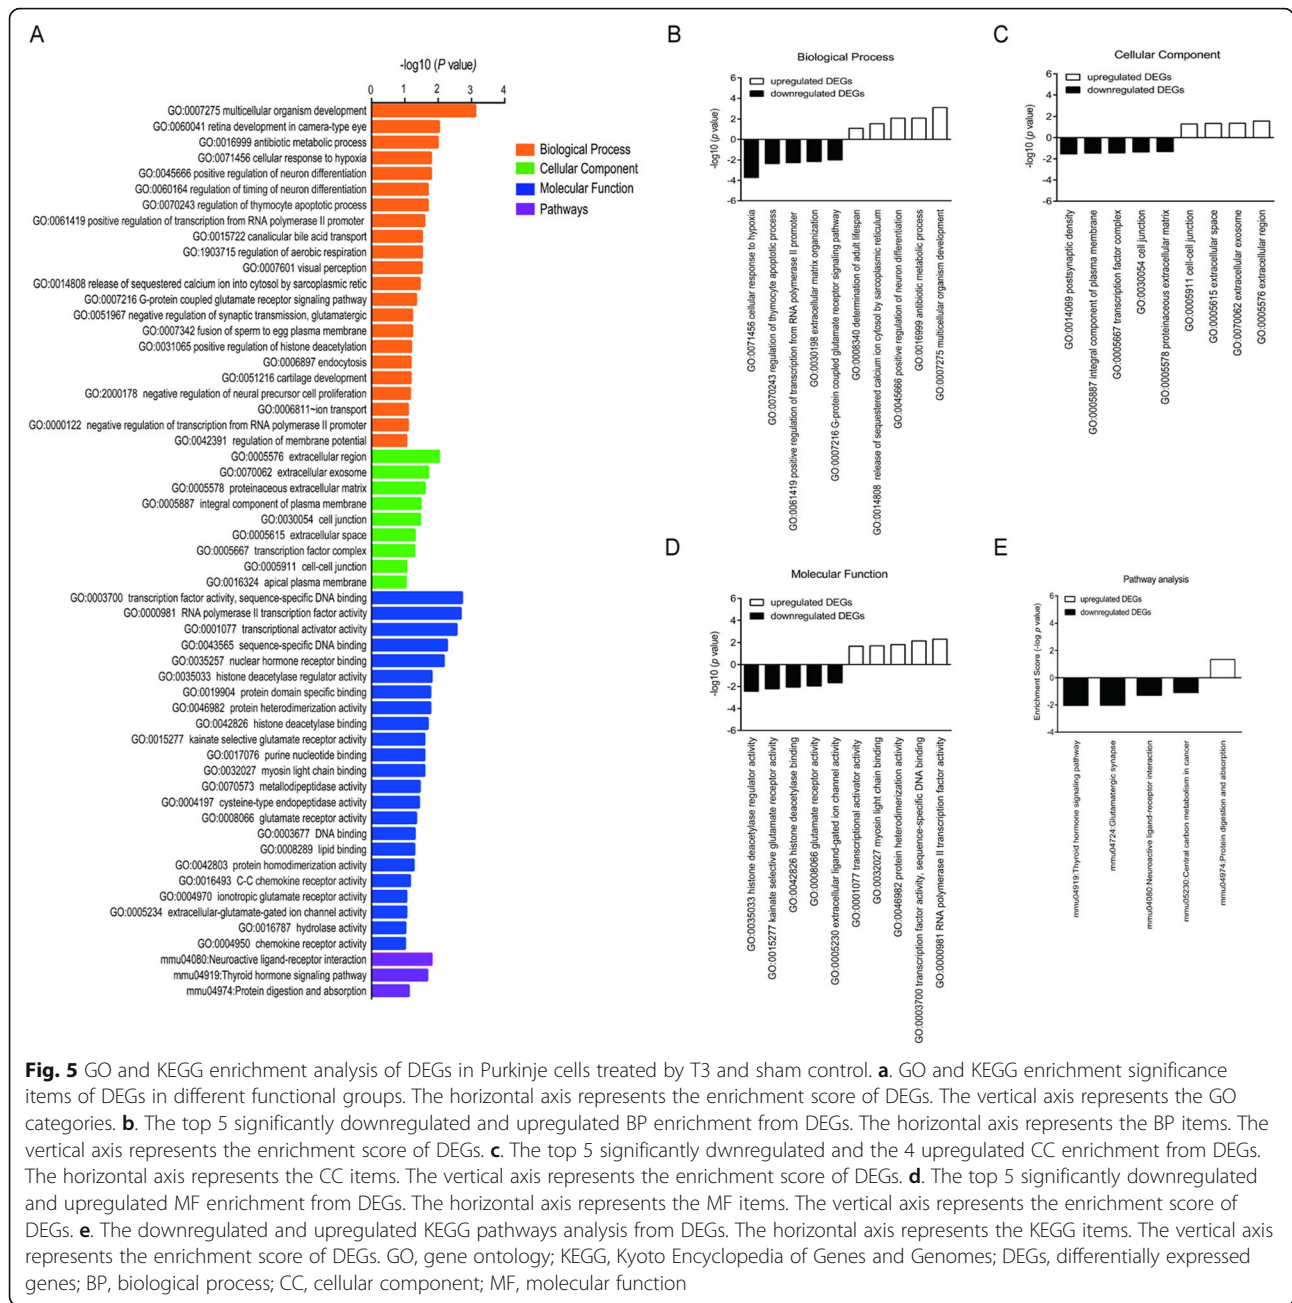 A
-log10 (P value)
0 1 2 3 4
GO:0007275 multicellular organism development
GO:0060041 retina development in camera-type eye
GO:0016999 antibiotic metabolic process
GO:0071456 cellular response to hypoxia
GO:0045666 positive regulation of neuron differentiation
GO:0060164 regulation of timing of neuron differentiation
GO:0070243 regulation of thymocyte apoptotic process
GO:0061419 positive regulation of transcription from RNA polymerase II promoter
GO:0015722 canalicular bile acid transport
GO:1903715 regulation of aerobic respiration
GO:0007601 visual perception
GO:0014808 release of sequestered calcium ion into cytosol by sarcoplasmic retic
GO:0007216 G-protein coupled glutamate receptor signaling pathway
GO:0051967 negative regulation of synaptic transmission, glutamatergic
GO:0007342 fusion of sperm to egg plasma membrane
GO:0031065 positive regulation of histone deacetylation
GO:0006897 endocytosis
GO:0051216 cartilage development
GO:2000178 negative regulation of neural precursor cell proliferation
GO:0006811~ion transport
GO:0000122 negative regulation of transcription from RNA polymerase II promoter
GO:0042391 regulation of membrane potential
GO:0005576 extracellular region
GO:0070062 extracellular exosome
GO:0005578 proteinaceous extracellular matrix
GO:0005887 integral component of plasma membrane
GO:0030054 cell junction
GO:0005615 extracellular space
GO:0005667 transcription factor complex
GO:0005911 cell-cell junction
GO:0016324 apical plasma membrane
GO:0003700 transcription factor activity, sequence-specific DNA binding
GO:0000981 RNA polymerase II transcription factor activity
GO:0001077 transcriptional activator activity
GO:0043565 sequence-specific DNA binding
GO:0035257 nuclear hormone receptor binding
GO:0035033 histone deacetylase regulator activity
GO:0019904 protein domain specific binding
GO:0046982 protein heterodimerization activity
GO:0042826 histone deacetylase binding
GO:0015277 kainate selective glutamate receptor activity
GO:0017076 purine nucleotide binding
GO:0032027 myosin light chain binding
GO:0070573 metallodipeptidase activity
GO:0004197 cysteine-type endopeptidase activity
GO:0008066 glutamate receptor activity
GO:0003677 DNA binding
GO:0008289 lipid binding
GO:0042803 protein homodimerization activity
GO:0016493 C-C chemokine receptor activity
GO:0004970 ionotropic glutamate receptor activity
GO:0005234 extracellular-glutamate-gated ion channel activity
GO:0016787 hydrolase activity
GO:0004950 chemokine receptor activity
mmu04080:Neuroactive ligand-receptor interaction
mmu04919:Thyroid hormone signaling pathway
mmu04974:Protein digestion and absorption
Biological Process
Cellular Component
Molecular Function
Pathways
B
Biological Process
upregulated DEGs
downregulated DEGs
-log10 (p value)
6
4
2
0
-2
-4
-6
GO:0071456 cellular response to hypoxia
GO:0070243 regulation of thymocyte apoptotic process
GO:0061419 positive regulation of transcription from RNA polymerase II promoter
GO:0030198 extracellular matrix organization
GO:0007216 G-protein coupled glutamate receptor signaling pathway
GO:0008340 determination of adult lifespan
GO:0014808 release of sequestered calcium ion cytosol by sarcoplasmic reticulum
GO:0045666 positive regulation of neuron differentiation
GO:0016999 antibiotic metabolic process
GO:0007275 multicellular organism development
C
Cellular Component
upregulated DEGs
downregulated DEGs
-log10 (p value)
6
4
2
0
-2
-4
-6
GO:0014069 postsynaptic density
GO:0005887 integral component of plasma membrane
GO:0005667 transcription factor complex
GO:0030054 cell junction
GO:0005578 proteinaceous extracellular matrix
GO:0005911 cell-cell junction
GO:0005615 extracellular space
GO:0070062 extracellular exosome
GO:0005576 extracellular region
D
Molecular Function
upregulated DEGs
downregulated DEGs
-log10 (p value)
6
4
2
0
-2
-4
-6
GO:0035033 histone deacetylase regulator activity
GO:0015277 kainate selective glutamate receptor activity
GO:0042826 histone deacetylase binding
GO:0008066 glutamate receptor activity
GO:0005230 extracellular ligand-gated ion channel activity
GO:0001077 transcriptional activator activity
GO:0032027 myosin light chain binding
GO:0046982 protein heterodimerization activity
GO:0003700 transcription factor activity, sequence-specific DNA binding
GO:0000981 RNA polymerase II transcription factor activity
E
Pathway analysis
upregulated DEGs
downregulated DEGs
Enrichment Score (-log p value)
6
4
2
0
-2
-4
mmu04919:Thyroid hormone signaling pathway
mmu04724:Glutamatergic synapse
mmu04080:Neuroactive ligand-receptor interaction
mmu05230:Central carbon metabolism in cancer
mmu04974:Protein digestion and absorption
Fig. 5 GO and KEGG enrichment analysis of DEGs in Purkinje cells treated by T3 and sham control. a. GO and KEGG enrichment significance
items of DEGs in different functional groups. The horizontal axis represents the enrichment score of DEGs. The vertical axis represents the GO
categories. b. The top 5 significantly downregulated and upregulated BP enrichment from DEGs. The horizontal axis represents the BP items. The
vertical axis represents the enrichment score of DEGs. c. The top 5 significantly dwnregulated and the 4 upregulated CC enrichment from DEGs.
The horizontal axis represents the CC items. The vertical axis represents the enrichment score of DEGs. d. The top 5 significantly downregulated
and upregulated MF enrichment from DEGs. The horizontal axis represents the MF items. The vertical axis represents the enrichment score of
DEGs. e. The downregulated and upregulated KEGG pathways analysis from DEGs. The horizontal axis represents the KEGG items. The vertical axis
represents the enrichment score of DEGs. GO, gene ontology; KEGG, Kyoto Encyclopedia of Genes and Genomes; DEGs, differentially expressed
genes; BP, biological process; CC, cellular component; MF, molecular function